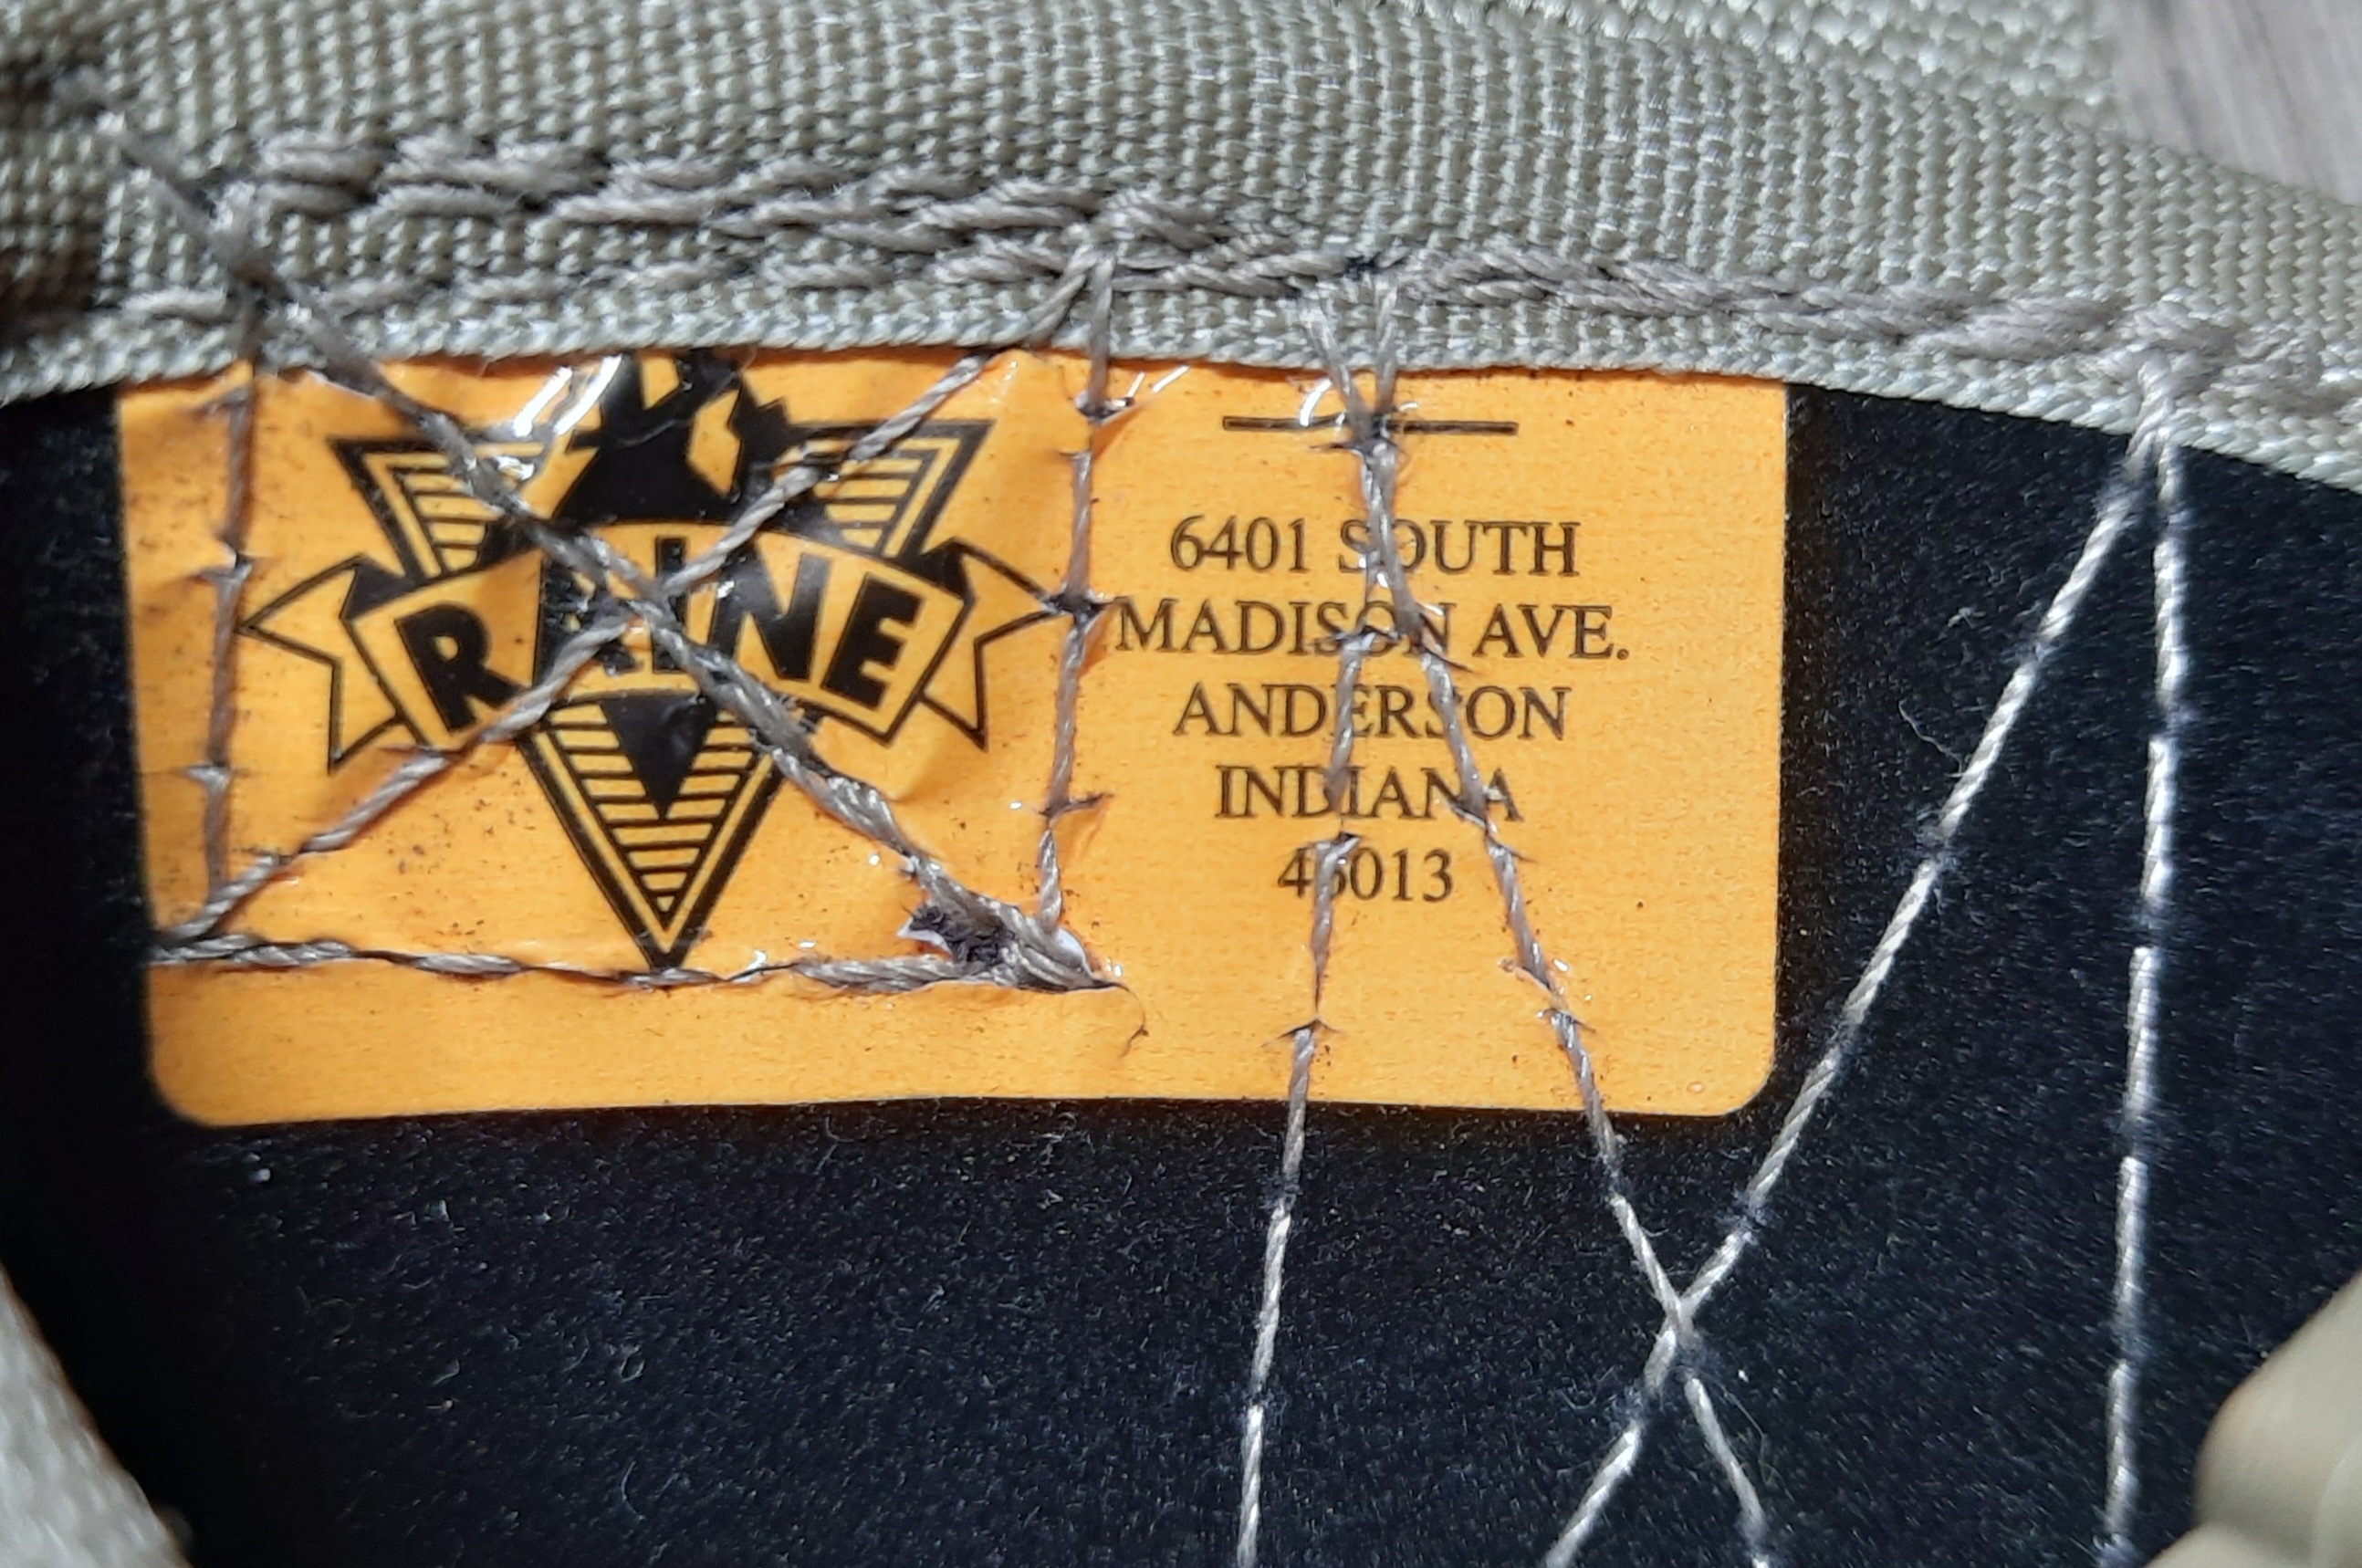 RAINE
6401 SOUTH
MADISON AVE.
ANDERSON
INDIANA
46013